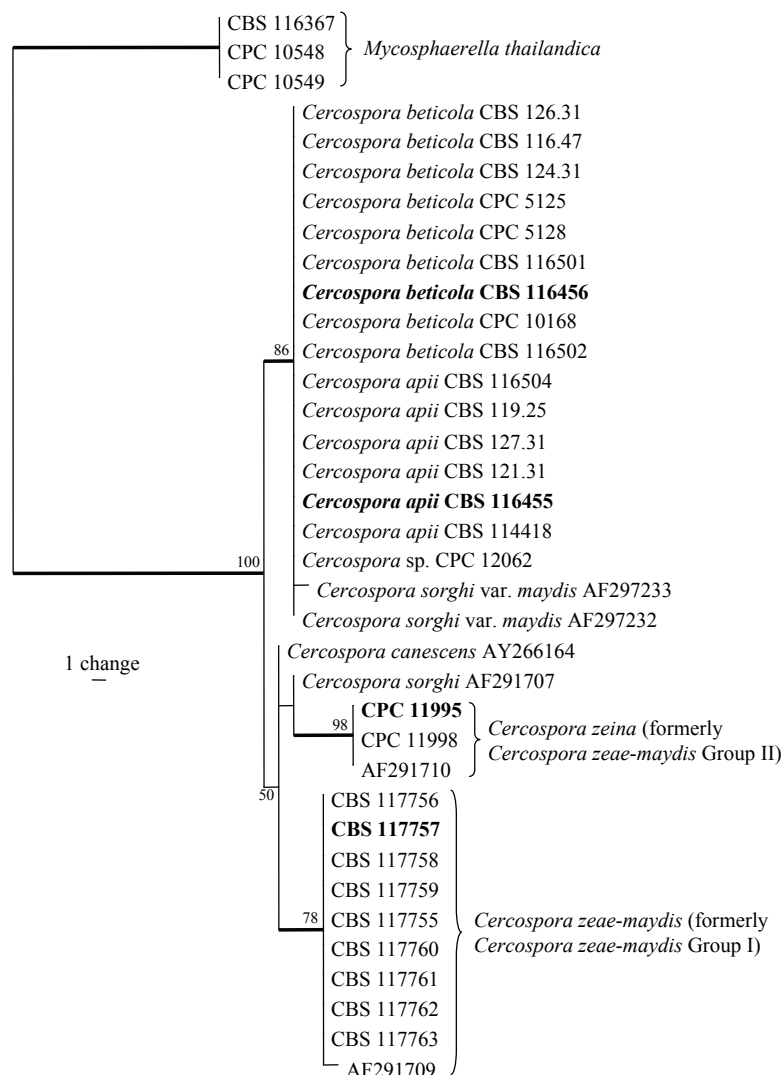 CBS 116367
CPC 10548
CPC 10549
Mycosphaerella thailandica
Cercospora beticola CBS 126.31
Cercospora beticola CBS 116.47
Cercospora beticola CBS 124.31
Cercospora beticola CPC 5125
Cercospora beticola CPC 5128
Cercospora beticola CBS 116501
Cercospora beticola CBS 116456
Cercospora beticola CPC 10168
Cercospora beticola CBS 116502
86
Cercospora apii CBS 116504
Cercospora apii CBS 119.25
Cercospora apii CBS 127.31
Cercospora apii CBS 121.31
Cercospora apii CBS 116455
Cercospora apii CBS 114418
100
Cercospora sp. CPC 12062
Cercospora sorghi var. maydis AF297233
Cercospora sorghi var. maydis AF297232
Cercospora canescens AY266164
1 change
Cercospora sorghi AF291707
98
CPC 11995
CPC 11998
AF291710
Cercospora zeina (formerly
Cercospora zeae-maydis Group II)
50
CBS 117756
CBS 117757
CBS 117758
CBS 117759
CBS 117755
CBS 117760
CBS 117761
CBS 117762
CBS 117763
AF291709
78
Cercospora zeae-maydis (formerly
Cercospora zeae-maydis Group I)